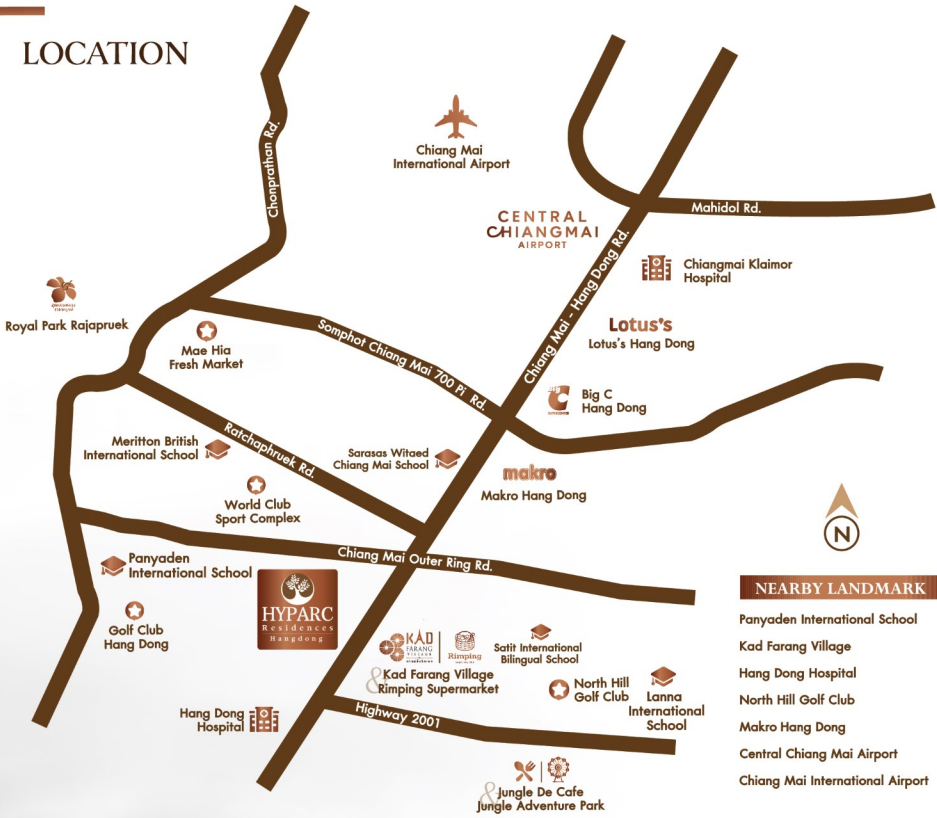 LOCATION
Chonprathan Rd.
Chiang Mai
International Airport
CENTRAL
CHIANGMAI
AIRPORT
Mahidol Rd.
Chiang Mai - Hang Dong Rd.
Chiangmai Klaimor
Hospital
Royal Park Rajapruek
Lotus's
Lotus's Hang Dong
Mae Hia
Fresh Market
Somphot Chiang Mai 700 Pi Rd.
Big C
Hang Dong
Meritton British
International School
Ratchaphruek Rd.
Sarasas Witaed
Chiang Mai School
makro
Makro Hang Dong
World Club
Sport Complex
N
Chiang Mai Outer Ring Rd.
Panyaden
International School
HYPARC
Residences
Hangdong
Golf Club
Hang Dong
KAD
FARANG
VILLAGE
Rimping
& Kad Farang Village
Rimping Supermarket
Satit International
Bilingual School
North Hill
Golf Club
Lanna
International
School
Hang Dong
Hospital
Highway 2001
& Jungle De Cafe
Jungle Adventure Park
NEARBY LANDMARK
Panyaden International School
Kad Farang Village
Hang Dong Hospital
North Hill Golf Club
Makro Hang Dong
Central Chiang Mai Airport
Chiang Mai International Airport